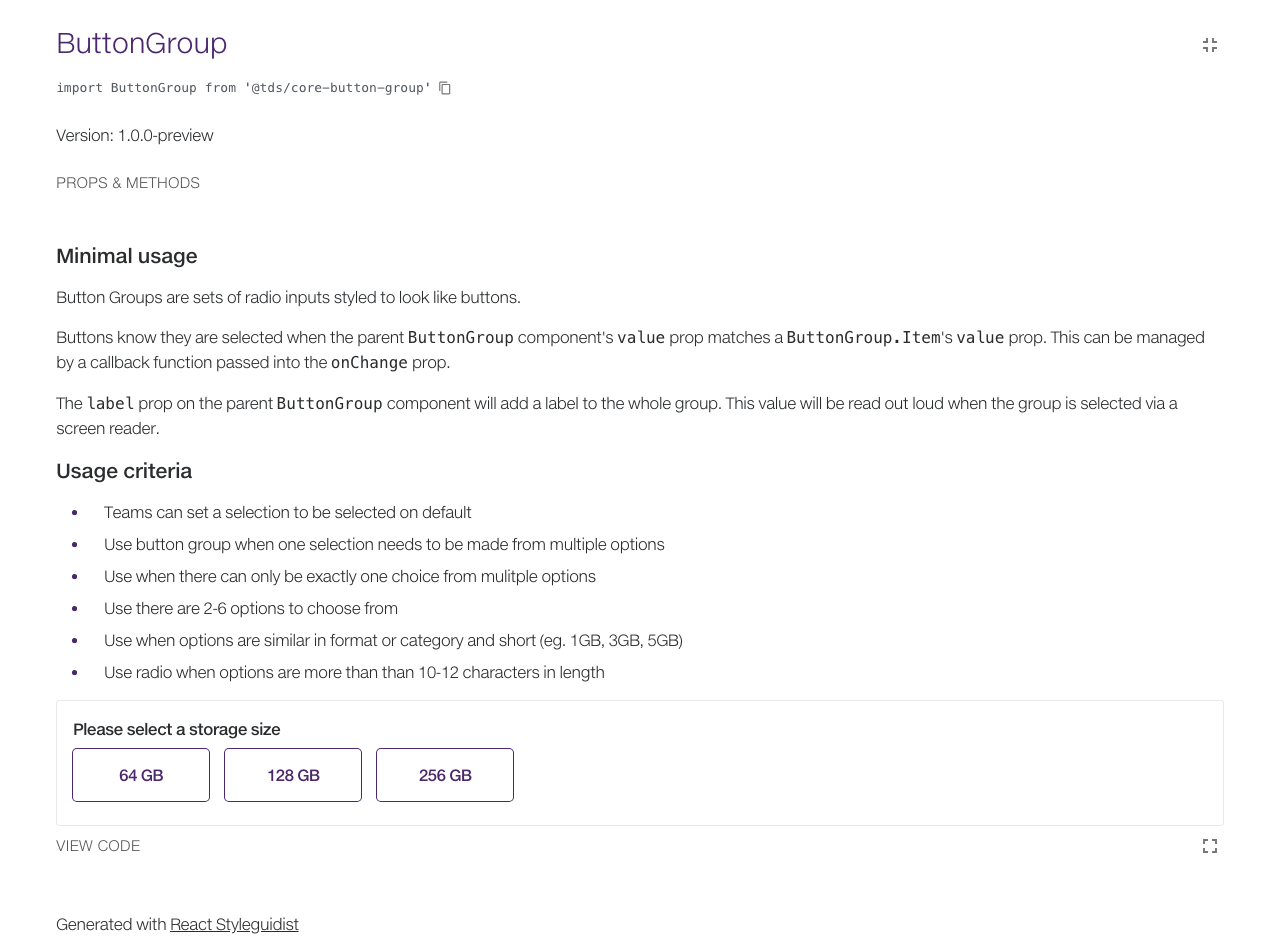 ButtonGroup
import ButtonGroup from '@tds/core-button-group'
Version: 1.0.0-preview
PROPS & METHODS
Minimal usage
Button Groups are sets of radio inputs styled to look like buttons.
Buttons know they are selected when the parent ButtonGroup component's value prop matches a ButtonGroup.Item's value prop. This can be managed
by a callback function passed into the onChange prop.
The label prop on the parent ButtonGroup component will add a label to the whole group. This value will be read out loud when the group is selected via a
screen reader.
Usage criteria
• Teams can set a selection to be selected on default
• Use button group when one selection needs to be made from multiple options
• Use when there can only be exactly one choice from mulitple options
• Use there are 2-6 options to choose from
• Use when options are similar in format or category and short (eg. 1GB, 3GB, 5GB)
• Use radio when options are more than than 10-12 characters in length
Please select a storage size
64 GB 128 GB 256 GB
VIEW CODE
Generated with React Styleguidist